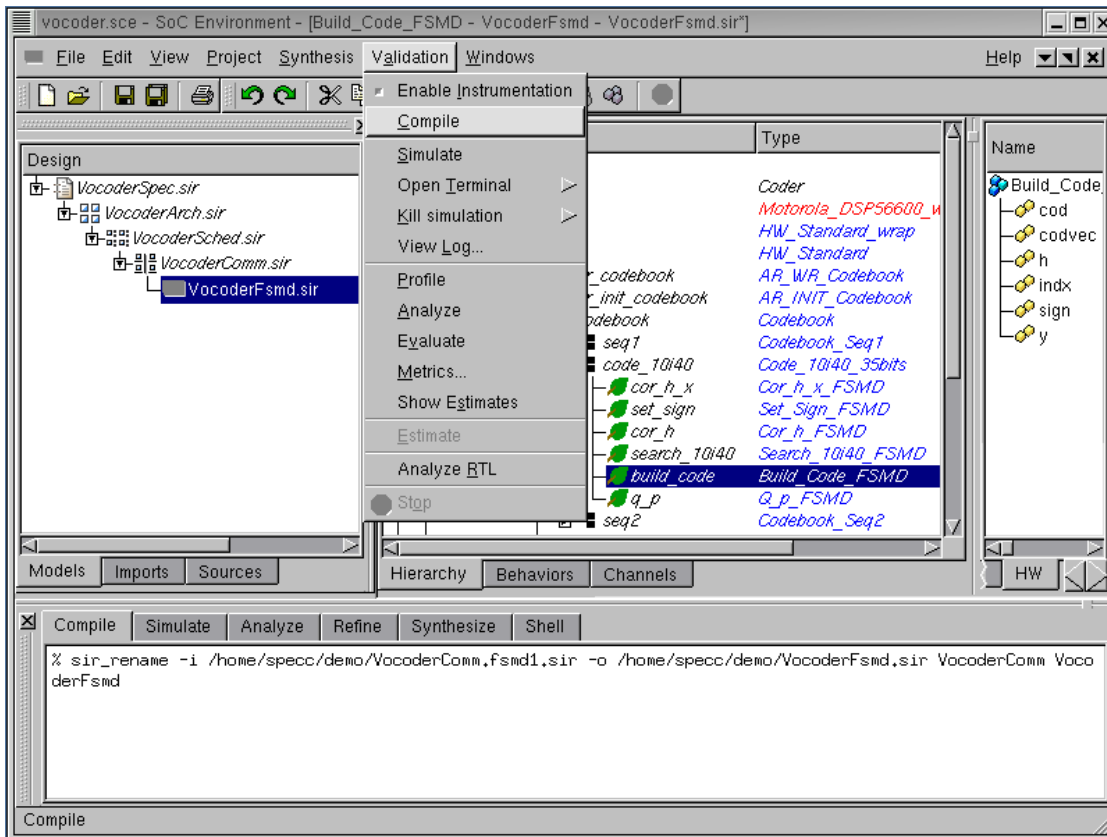 vocoder.sce - SoC Environment - [Build_Code_FSMD - VocoderFsmd - VocoderFsmd.sir*]
File Edit View Project Synthesis Validation Windows Help
Enable Instrumentation
Compile
Simulate
Open Terminal
Kill simulation
View Log...
Profile
Analyze
Evaluate
Metrics...
Show Estimates
Estimate
Analyze RTL
Stop
Design
VocoderSpec.sir
VocoderArch.sir
VocoderSched.sir
VocoderComm.sir
VocoderFsmd.sir
Models Imports Sources
Type
Coder
Motorola_DSP56600_w
HW_Standard_wrap
HW_Standard
r_codebook AR_WR_Codebook
r_init_codebook AR_INIT_Codebook
odebook Codebook
seq1 Codebook_Seq1
code_10i40 Code_10i40_35bits
cor_h_x Cor_h_x_FSMD
set_sign Set_Sign_FSMD
cor_h Cor_h_FSMD
search_10i40 Search_10i40_FSMD
build_code Build_Code_FSMD
q_p Q_p_FSMD
seq2 Codebook_Seq2
Hierarchy Behaviors Channels
Name
Build_Code_
cod
codvec
h
indx
sign
y
HW
Compile Simulate Analyze Refine Synthesize Shell
% sir_rename -i /home/specc/demo/VocoderComm.fsmd1.sir -o /home/specc/demo/VocoderFsmd.sir VocoderComm Voco
derFsmd
Compile